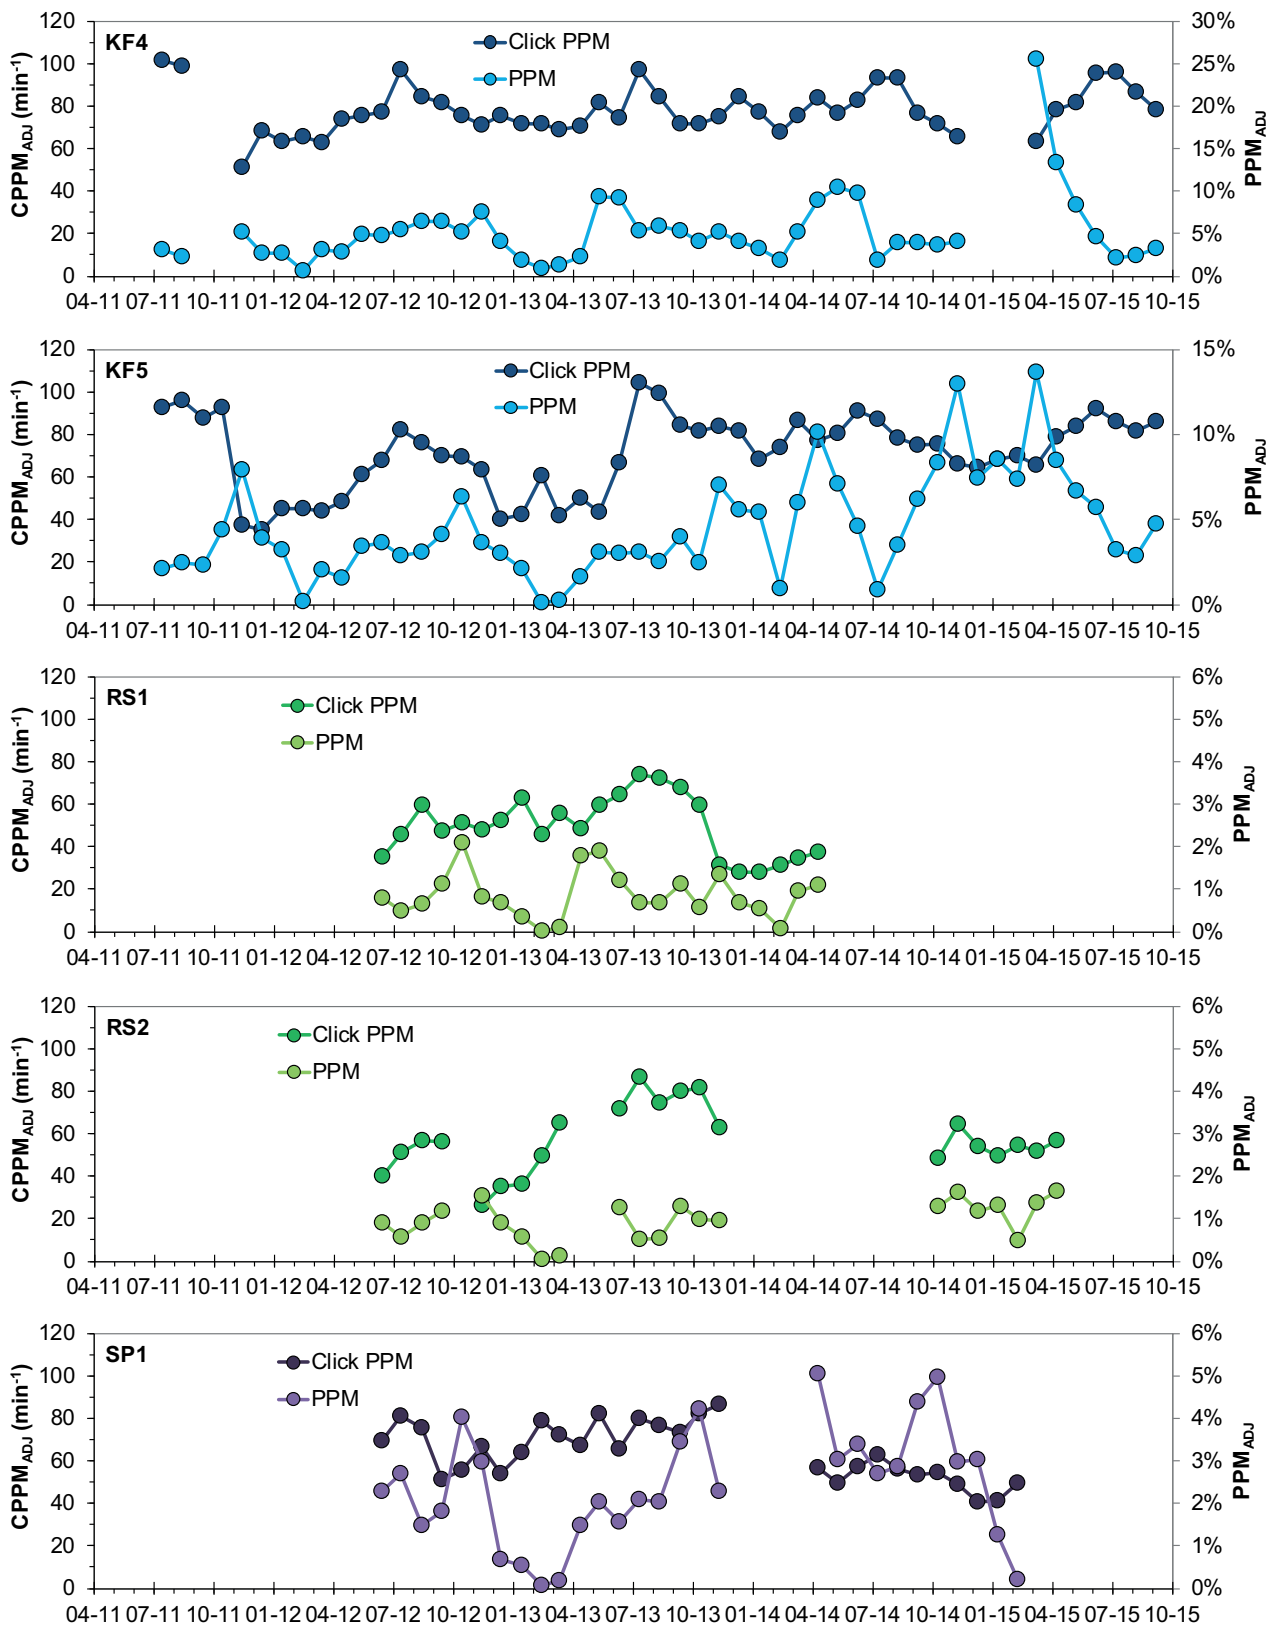 KF4
Click PPM
PPM
CPPM_ADJ (min⁻¹)
PPM_ADJ
120 100 80 60 40 20 0
30% 25% 20% 15% 10% 5% 0%
04-11 07-11 10-11 01-12 04-12 07-12 10-12 01-13 04-13 07-13 10-13 01-14 04-14 07-14 10-14 01-15 04-15 07-15 10-15
KF5
Click PPM
PPM
CPPM_ADJ (min⁻¹)
PPM_ADJ
120 100 80 60 40 20 0
15% 10% 5% 0%
04-11 07-11 10-11 01-12 04-12 07-12 10-12 01-13 04-13 07-13 10-13 01-14 04-14 07-14 10-14 01-15 04-15 07-15 10-15
RS1
Click PPM
PPM
CPPM_ADJ (min⁻¹)
PPM_ADJ
120 100 80 60 40 20 0
6% 5% 4% 3% 2% 1% 0%
04-11 07-11 10-11 01-12 04-12 07-12 10-12 01-13 04-13 07-13 10-13 01-14 04-14 07-14 10-14 01-15 04-15 07-15 10-15
RS2
Click PPM
PPM
CPPM_ADJ (min⁻¹)
PPM_ADJ
120 100 80 60 40 20 0
6% 5% 4% 3% 2% 1% 0%
04-11 07-11 10-11 01-12 04-12 07-12 10-12 01-13 04-13 07-13 10-13 01-14 04-14 07-14 10-14 01-15 04-15 07-15 10-15
SP1
Click PPM
PPM
CPPM_ADJ (min⁻¹)
PPM_ADJ
120 100 80 60 40 20 0
6% 5% 4% 3% 2% 1% 0%
04-11 07-11 10-11 01-12 04-12 07-12 10-12 01-13 04-13 07-13 10-13 01-14 04-14 07-14 10-14 01-15 04-15 07-15 10-15